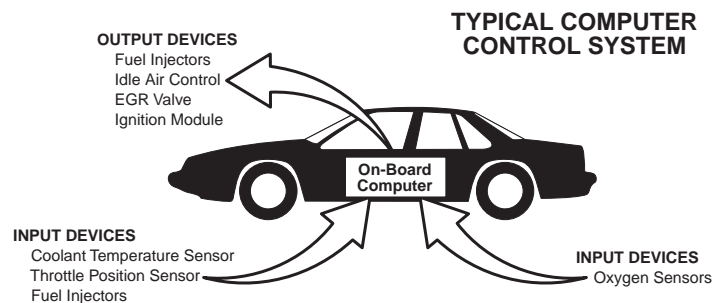 TYPICAL COMPUTER
CONTROL SYSTEM
OUTPUT DEVICES
Fuel Injectors
Idle Air Control
EGR Valve
Ignition Module
On-Board
Computer
INPUT DEVICES
Coolant Temperature Sensor
Throttle Position Sensor
Fuel Injectors
INPUT DEVICES
Oxygen Sensors